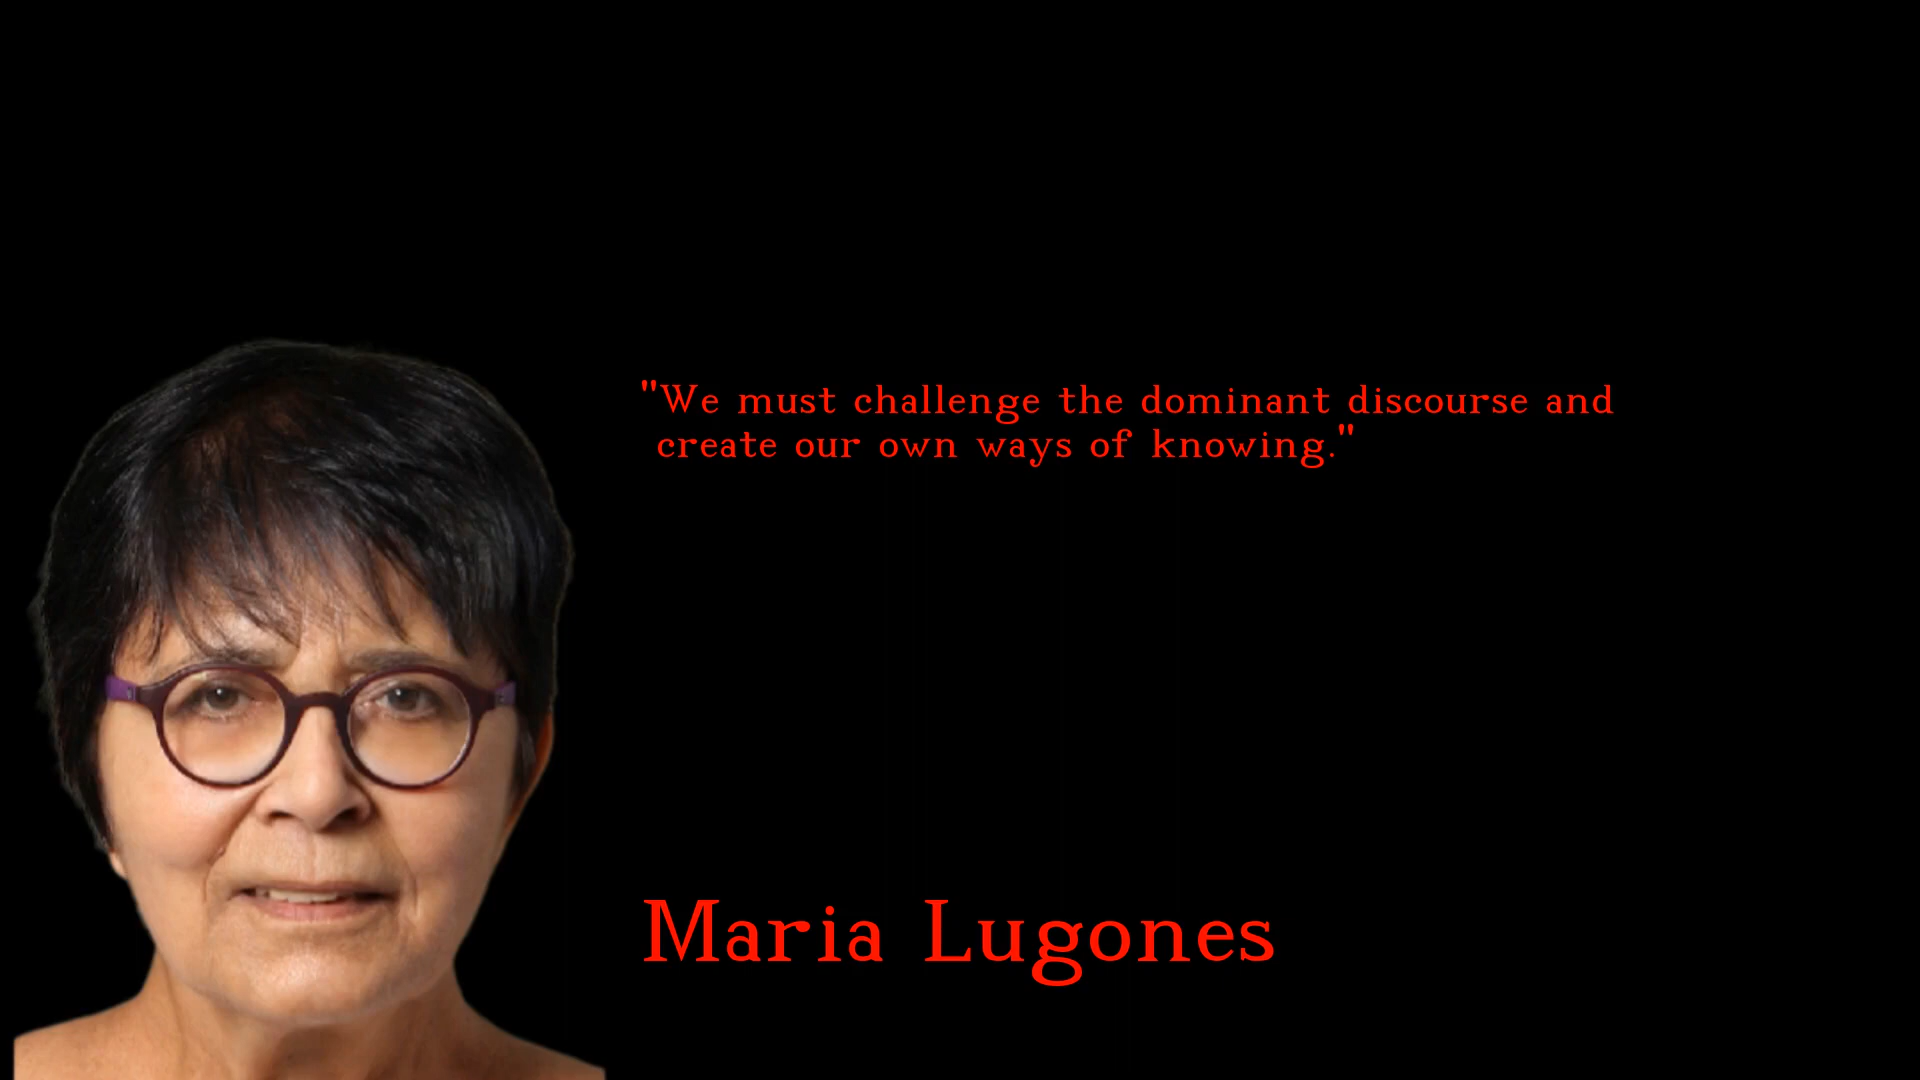 "We must challenge the dominant discourse and
create our own ways of knowing."
Maria Lugones